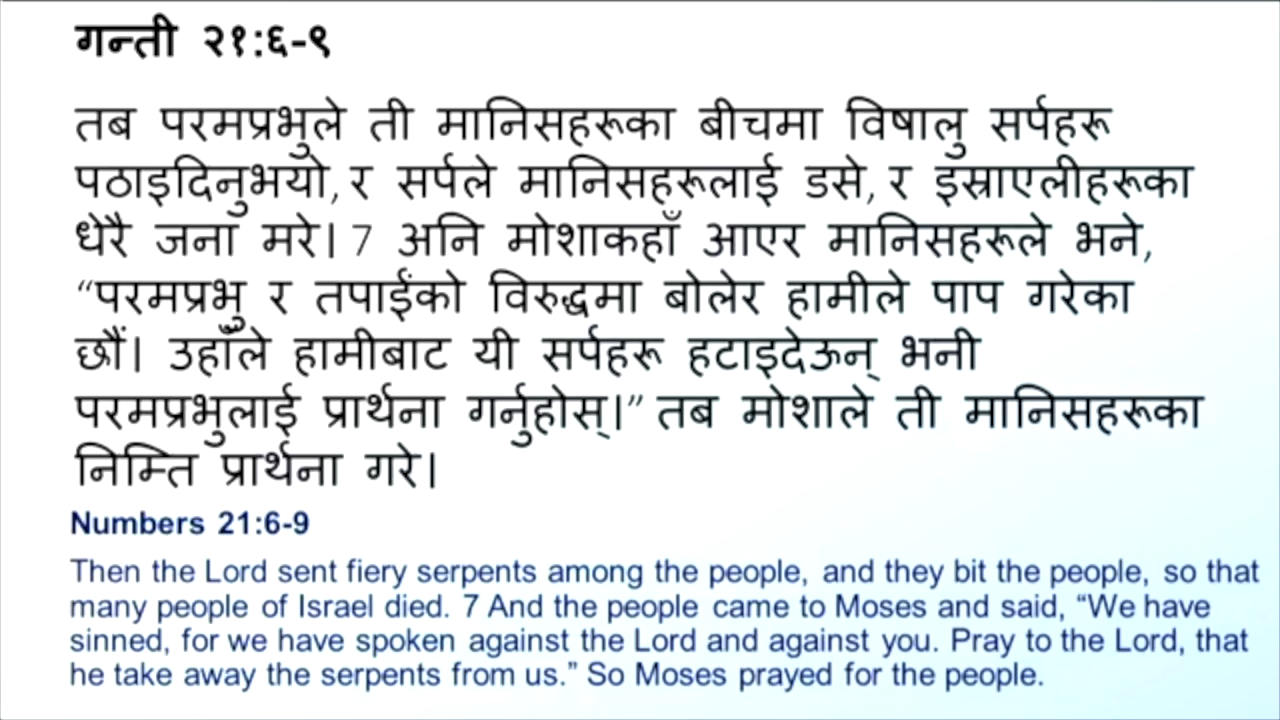 गन्ती २१:६-९
तब परमप्रभुले ती मानिसहरूका बीचमा विषालु सर्पहरू
पठाइदिनुभयो, र सर्पले मानिसहरूलाई डसे, र इस्राएलीहरूका
धेरै जना मरे। 7 अनि मोशाकहाँ आएर मानिसहरूले भने,
“परमप्रभु र तपाईंको विरुद्धमा बोलेर हामीले पाप गरेका
छौं। उहाँले हामीबाट यी सर्पहरू हटाइदेऊन् भनी
परमप्रभुलाई प्रार्थना गर्नुहोस्।” तब मोशाले ती मानिसहरूका
निम्ति प्रार्थना गरे।
Numbers 21:6-9
Then the Lord sent fiery serpents among the people, and they bit the people, so that
many people of Israel died. 7 And the people came to Moses and said, “We have
sinned, for we have spoken against the Lord and against you. Pray to the Lord, that
he take away the serpents from us.” So Moses prayed for the people.